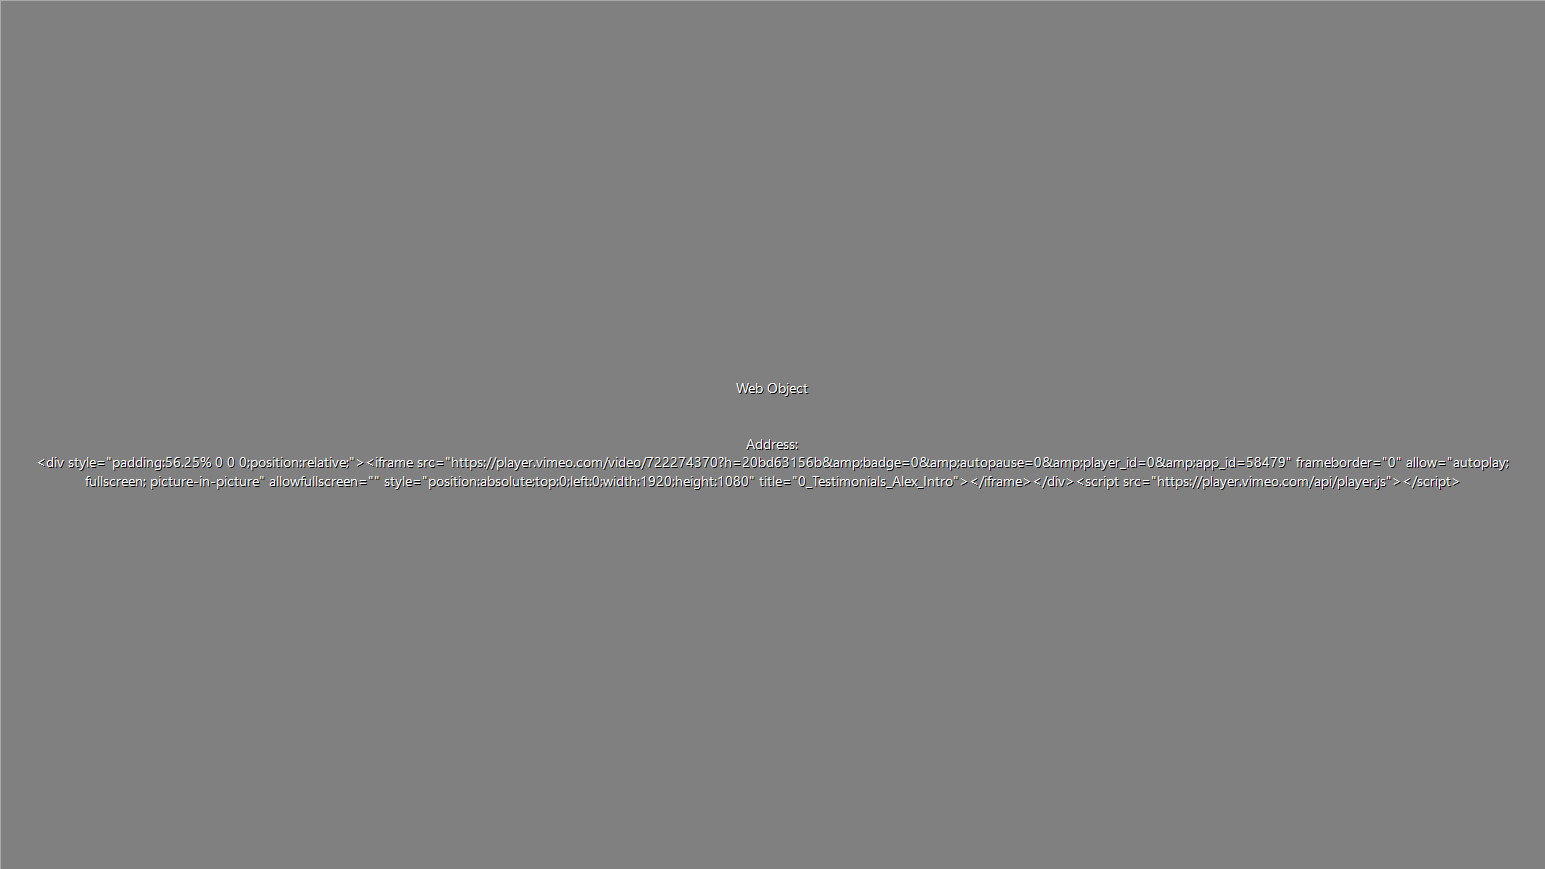 Web Object
Address:
<div style="padding:56.25% 0 0 0;position:relative;"><iframe src="https://player.vimeo.com/video/722274370?h=20bd63156b&amp;badge=0&amp;autopause=0&amp;player_id=0&amp;app_id=58479" frameborder="0" allow="autoplay;
fullscreen; picture-in-picture" allowfullscreen="" style="position:absolute;top:0;left:0;width:1920;height:1080" title="0_Testimonials_Alex_Intro"></iframe></div><script src="https://player.vimeo.com/api/player.js"></script>